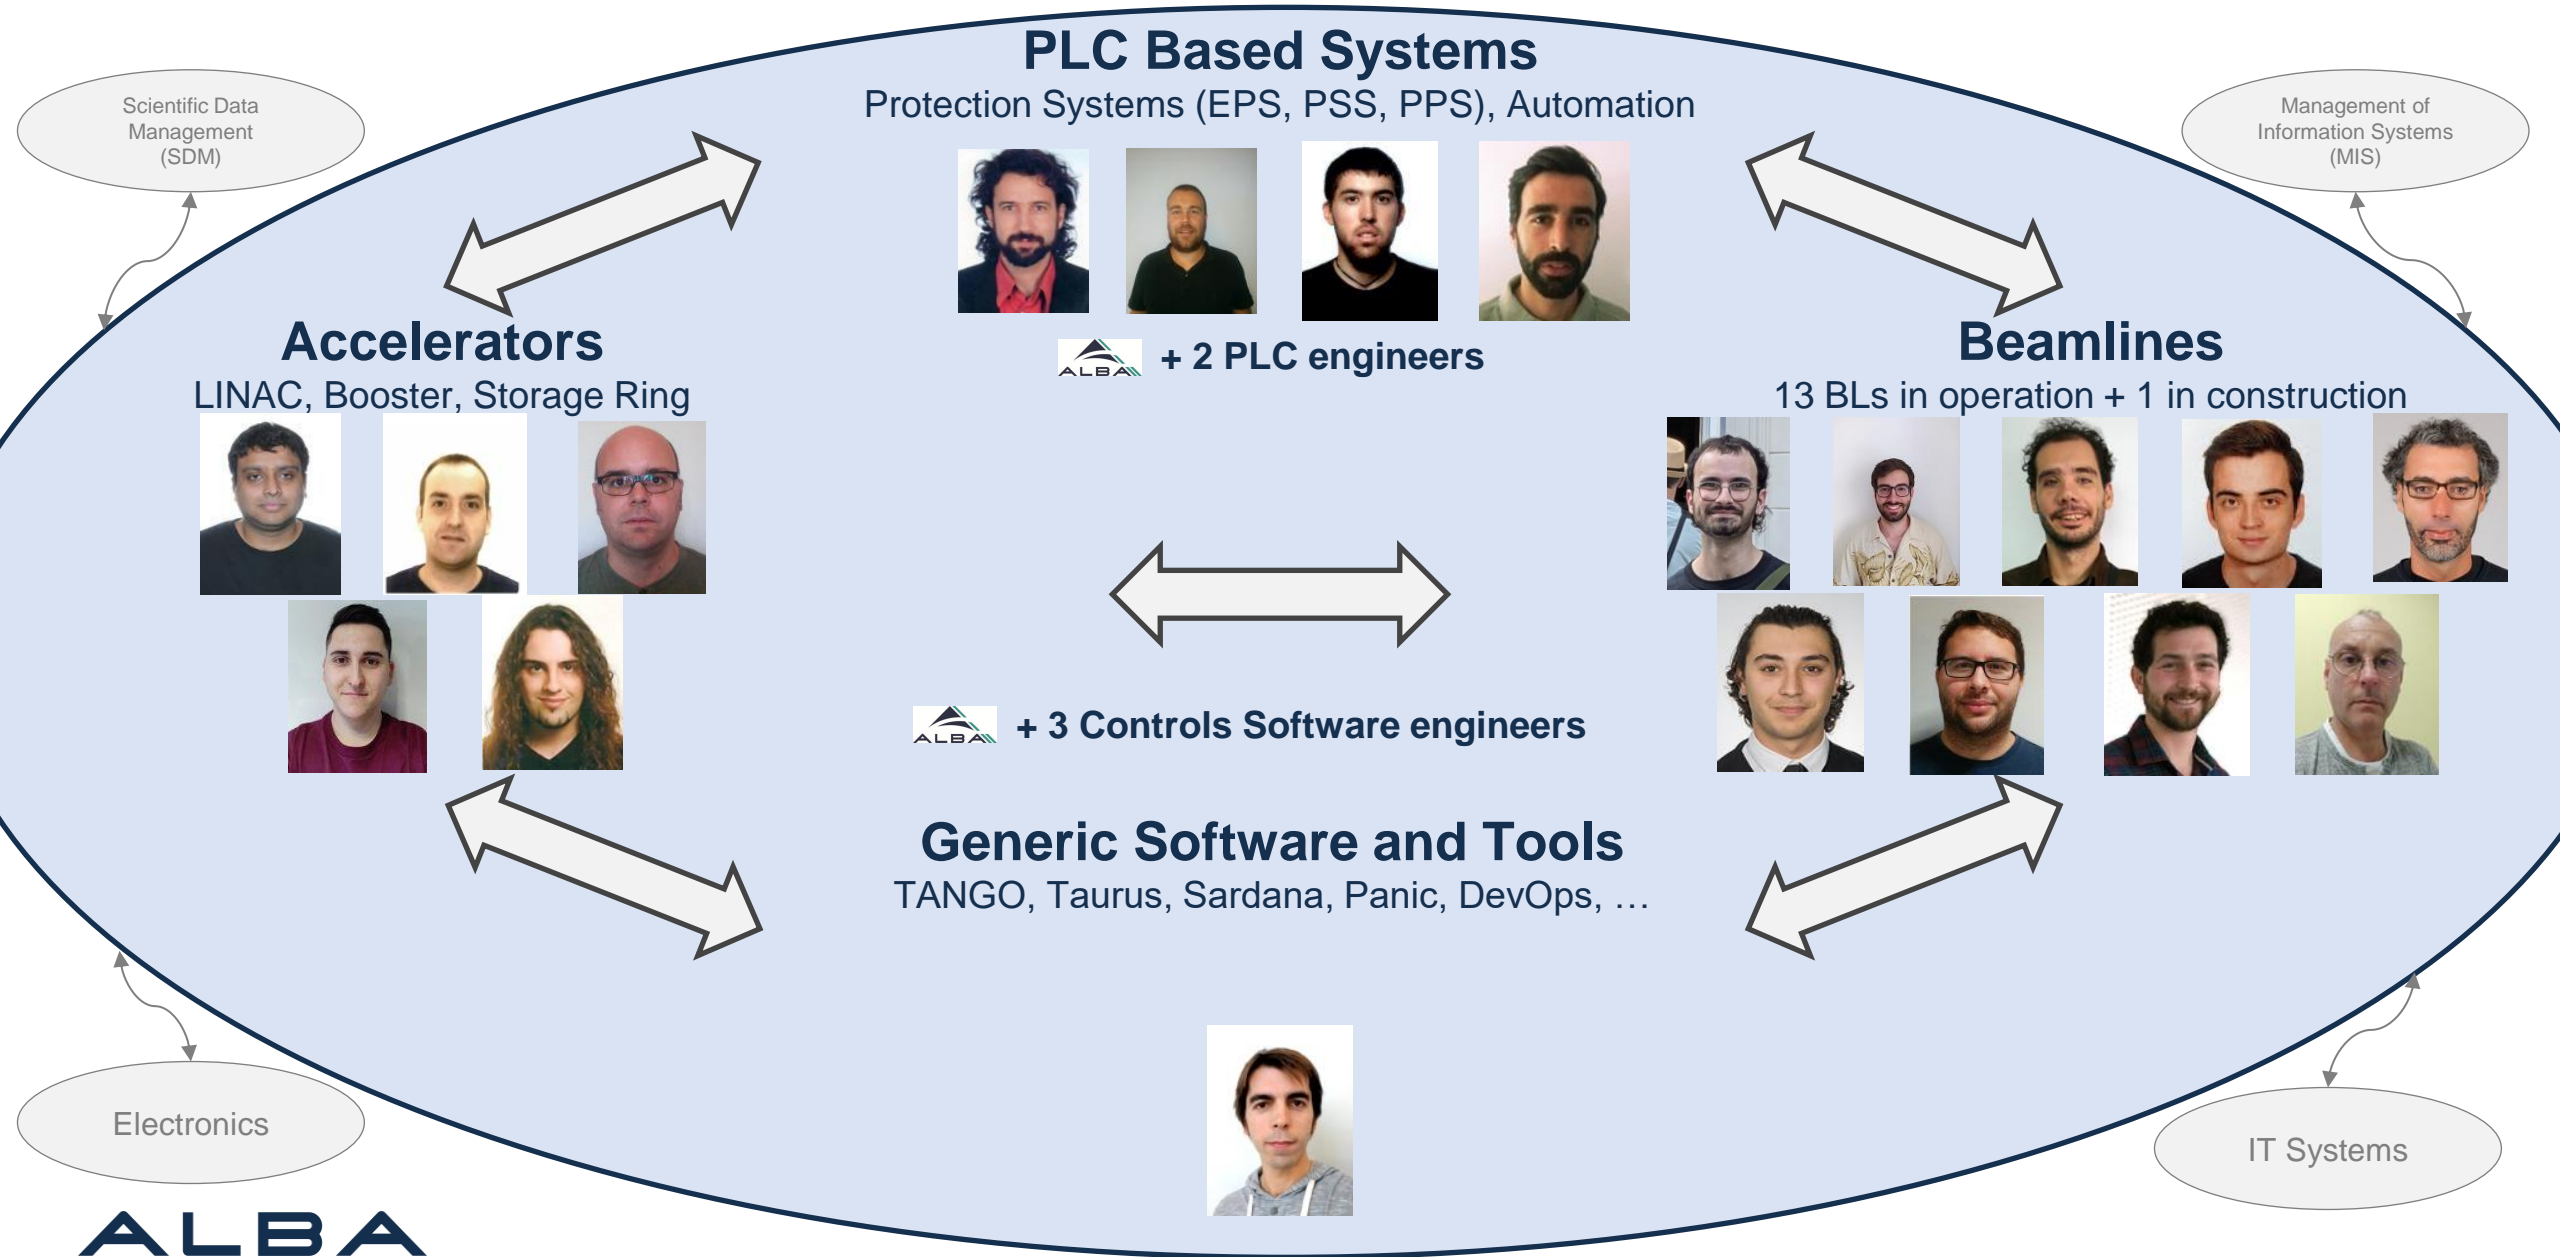 PLC Based Systems
Protection Systems (EPS, PSS, PPS), Automation
Scientific Data
Management
(SDM)
Management of
Information Systems
(MIS)
ALBA + 2 PLC engineers
Accelerators
LINAC, Booster, Storage Ring
Beamlines
13 BLs in operation + 1 in construction
ALBA + 3 Controls Software engineers
Generic Software and Tools
TANGO, Taurus, Sardana, Panic, DevOps, …
Electronics
IT Systems
ALBA